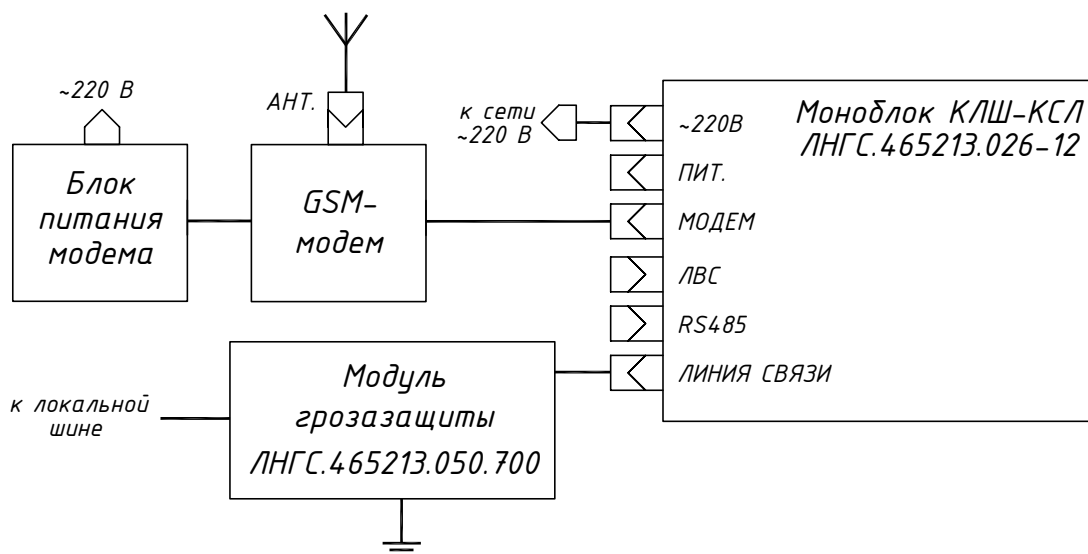 ~220 В
АНТ.
к сети
~220 В
Моноблок КЛШ-КСЛ
ЛНГС.465213.026-12
~220В
ПИТ.
МОДЕМ
ЛВС
RS485
ЛИНИЯ СВЯЗИ
Блок
питания
модема
GSM-
модем
Модуль
грозазащиты
ЛНГС.465213.050.700
к локальной
шине